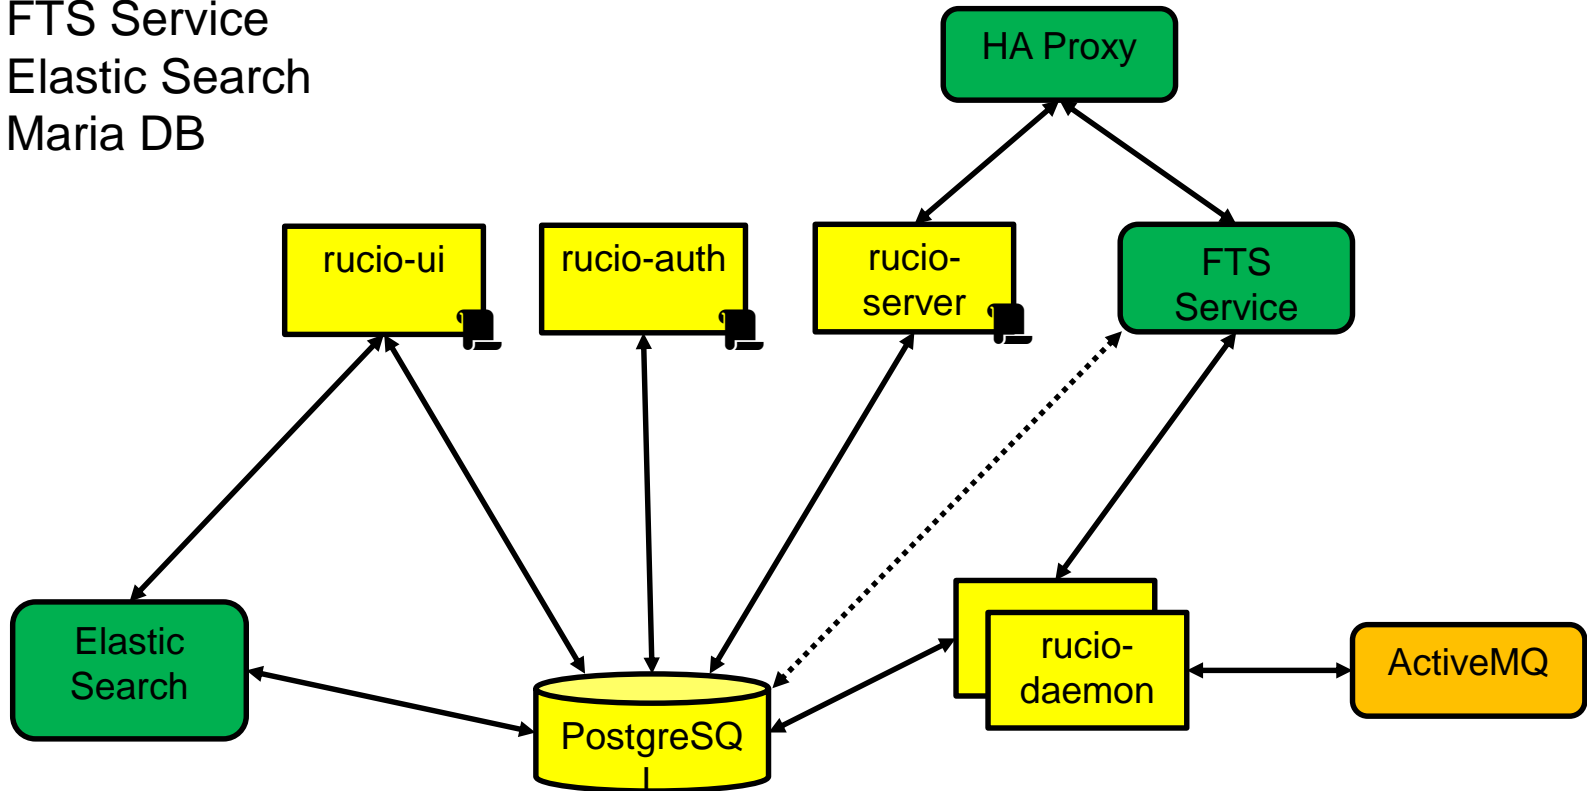 FTS Service
Elastic Search
Maria DB
HA Proxy
rucio-ui
rucio-auth
rucio-
server
FTS
Service
Elastic
Search
PostgreSQ
l
rucio-
daemon
ActiveMQ